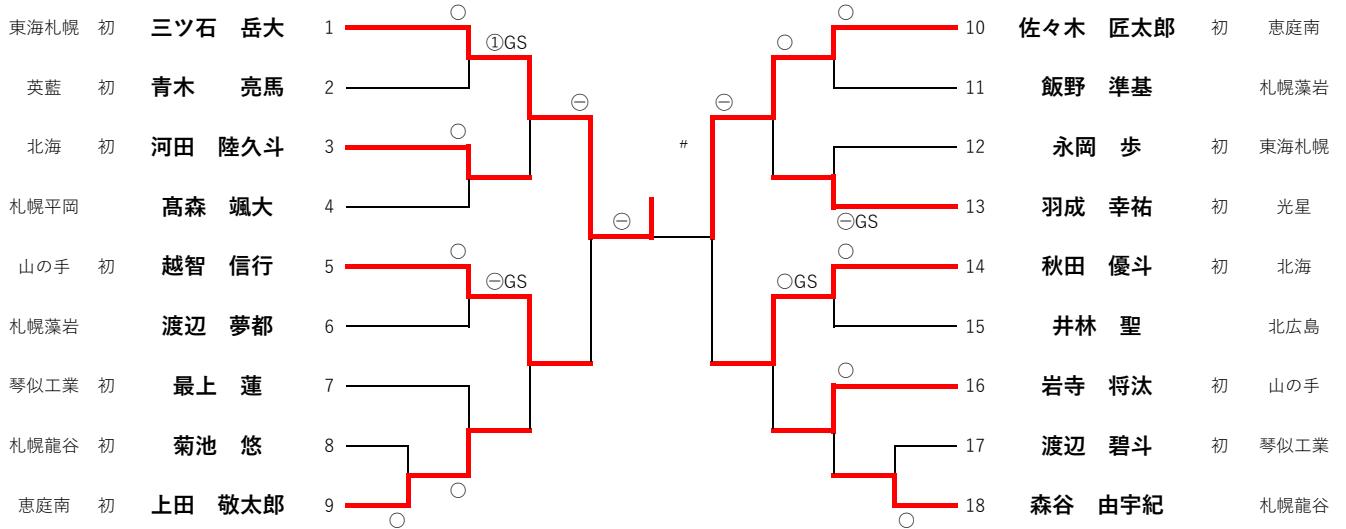 ○ ○
東海札幌 初 三ツ石 岳大 1 10 佐々木 匠太郎 初 恵庭南
①GS ○
英藍 初 青木 亮馬 2 11 飯野 準基 札幌藻岩
㊀ ㊀
○
北海 初 河田 陸久斗 3 # 12 永岡 歩 初 東海札幌
札幌平岡 髙森 颯大 4 13 羽成 幸祐 初 光星
㊀ ㊀GS
○ ○
山の手 初 越智 信行 5 14 秋田 優斗 初 北海
㊀GS ○GS
札幌藻岩 渡辺 夢都 6 15 井林 聖 北広島
○
琴似工業 初 最上 蓮 7 16 岩寺 将汰 初 山の手
札幌龍谷 初 菊池 悠 8 17 渡辺 碧斗 初 琴似工業
○
恵庭南 初 上田 敬太郎 9 18 森谷 由宇紀 札幌龍谷
○ ○